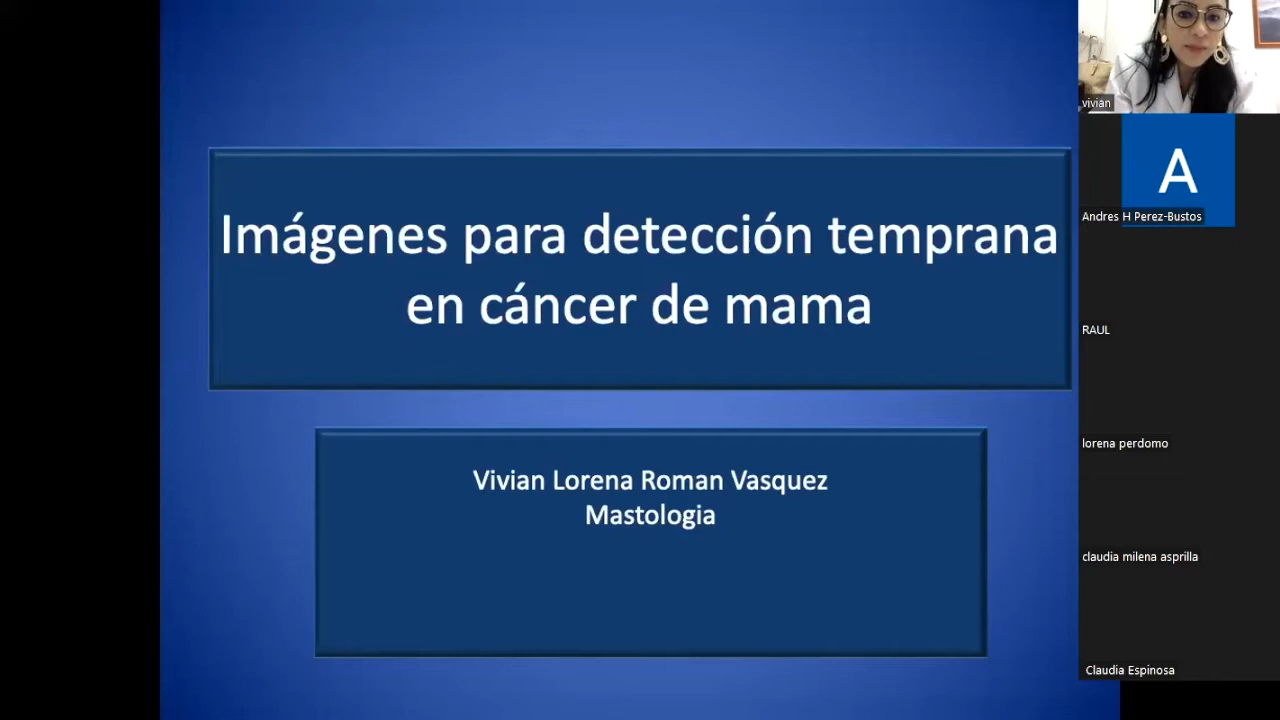 Imágenes para detección temprana
en cáncer de mama
Vivian Lorena Roman Vasquez
Mastologia
vivian
A
Andres H Perez-Bustos
RAUL
lorena perdomo
claudia milena asprilla
Claudia Espinosa